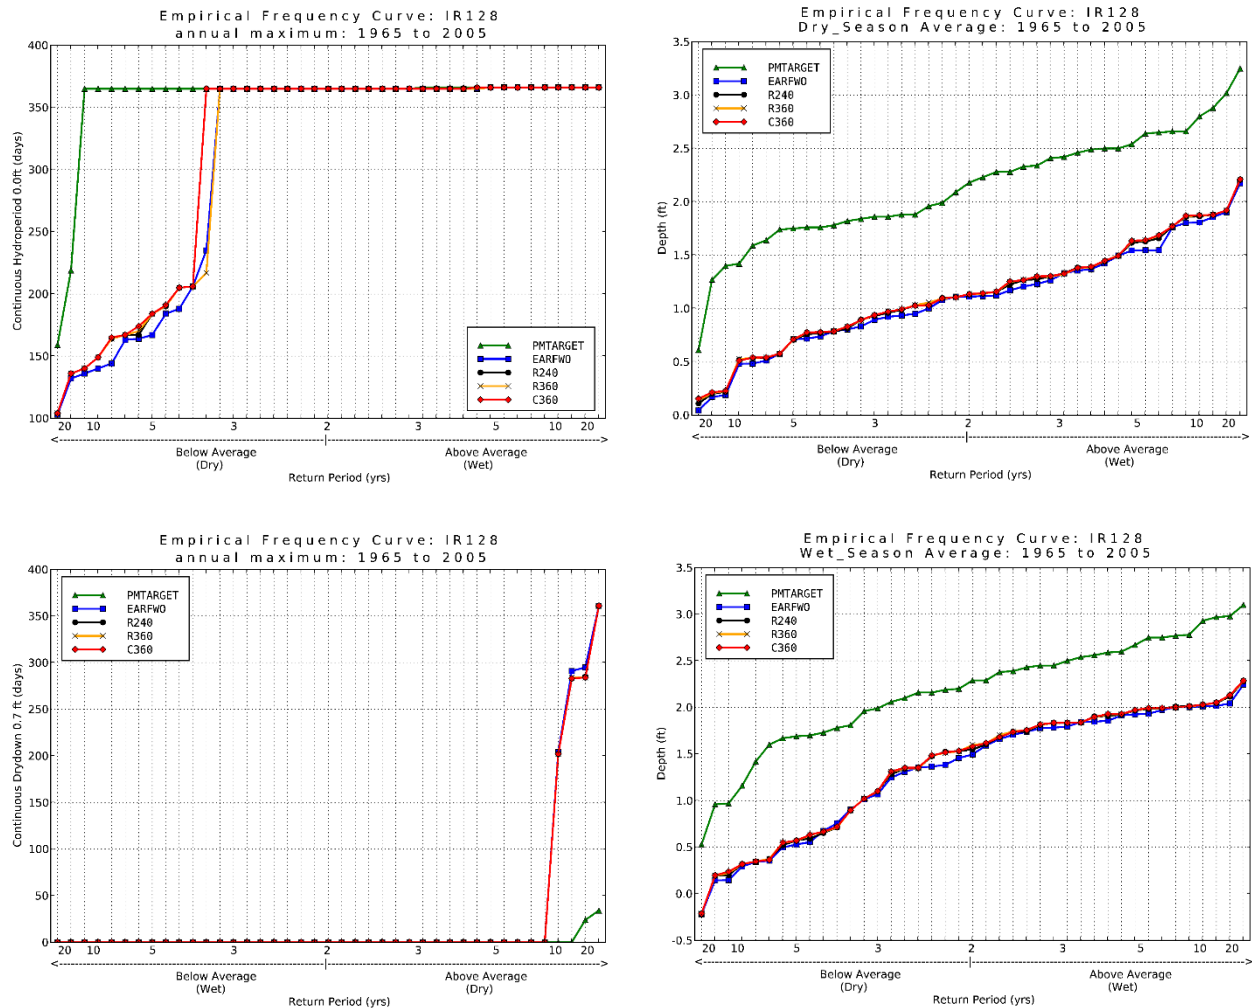 Empirical Frequency Curve: IR128
annual maximum: 1965 to 2005
400
350
300
250
200
150
100
Continuous Hydroperiod 0.0ft (days)
PMTARGET
EARFWO
R240
R360
C360
20 10 5 3 2 3 5 10 20
Below Average
(Dry)
Above Average
(Wet)
Return Period (yrs)
Empirical Frequency Curve: IR128
Dry_Season Average: 1965 to 2005
3.5
3.0
2.5
2.0
1.5
1.0
0.5
0.0
Depth (ft)
PMTARGET
EARFWO
R240
R360
C360
20 10 5 3 2 3 5 10 20
Below Average
(Dry)
Above Average
(Wet)
Return Period (yrs)
Empirical Frequency Curve: IR128
annual maximum: 1965 to 2005
400
350
300
250
200
150
100
50
0
Continuous Drydown 0.7 ft (days)
PMTARGET
EARFWO
R240
R360
C360
20 10 5 3 2 3 5 10 20
Below Average
(Wet)
Above Average
(Dry)
Return Period (yrs)
Empirical Frequency Curve: IR128
Wet_Season Average: 1965 to 2005
3.5
3.0
2.5
2.0
1.5
1.0
0.5
0.0
-0.5
Depth (ft)
PMTARGET
EARFWO
R240
R360
C360
20 10 5 3 2 3 5 10 20
Below Average
(Dry)
Above Average
(Wet)
Return Period (yrs)